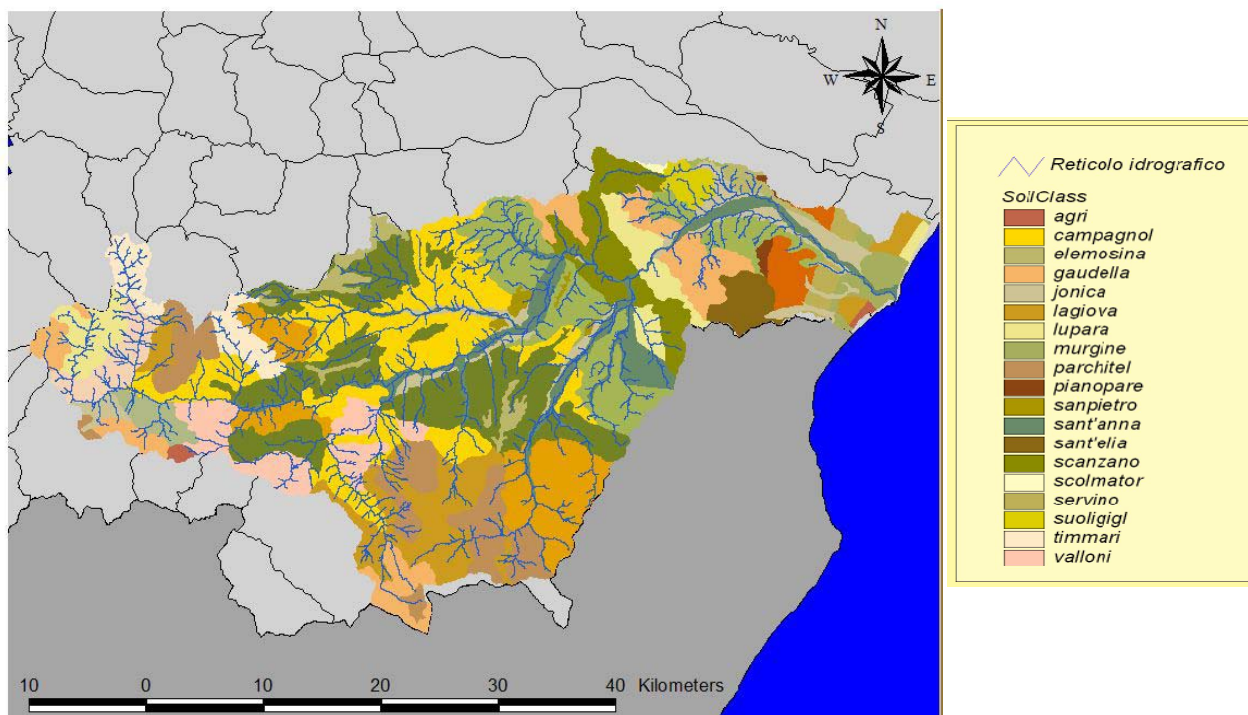 N
W E
S
10 0 10 20 30 40 Kilometers
Reticolo idrografico
SoilClass
agri
campagnol
elemosina
gaudella
jonica
lagiova
lupara
murgine
parchitel
pianopare
sanpietro
sant'anna
sant'elia
scanzano
scolmator
servino
suoligigl
timmari
valloni